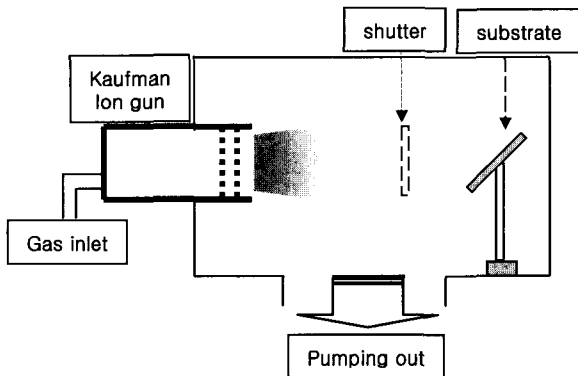 shutter
substrate
Kaufman
Ion gun
Gas inlet
Pumping out